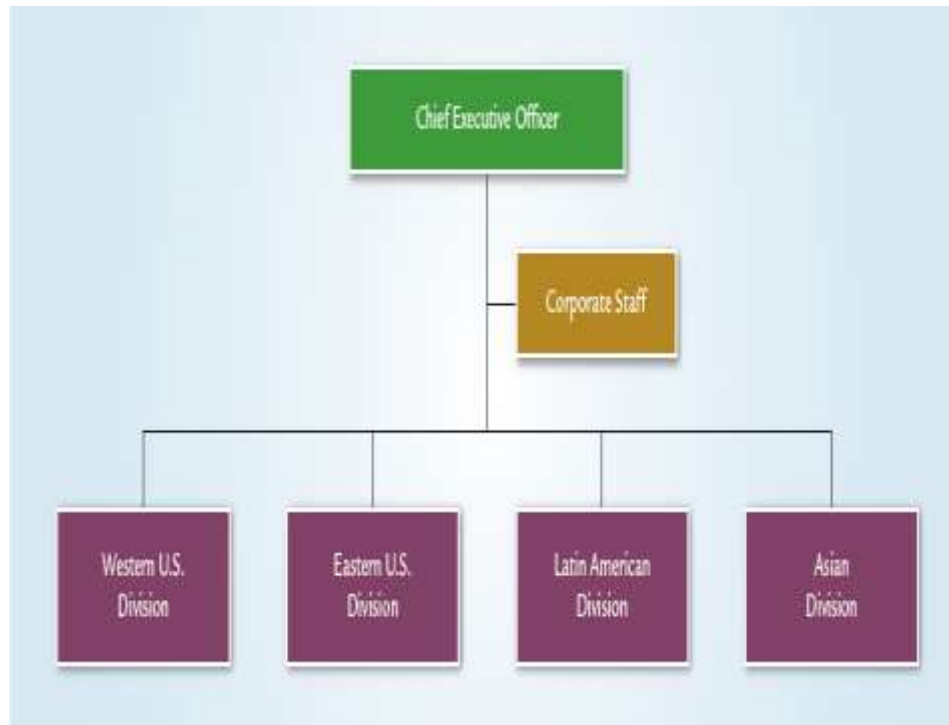 Chief Executive Officer
Corporate Staff
Western U.S.
Division
Eastern U.S.
Division
Latin American
Division
Asian
Division